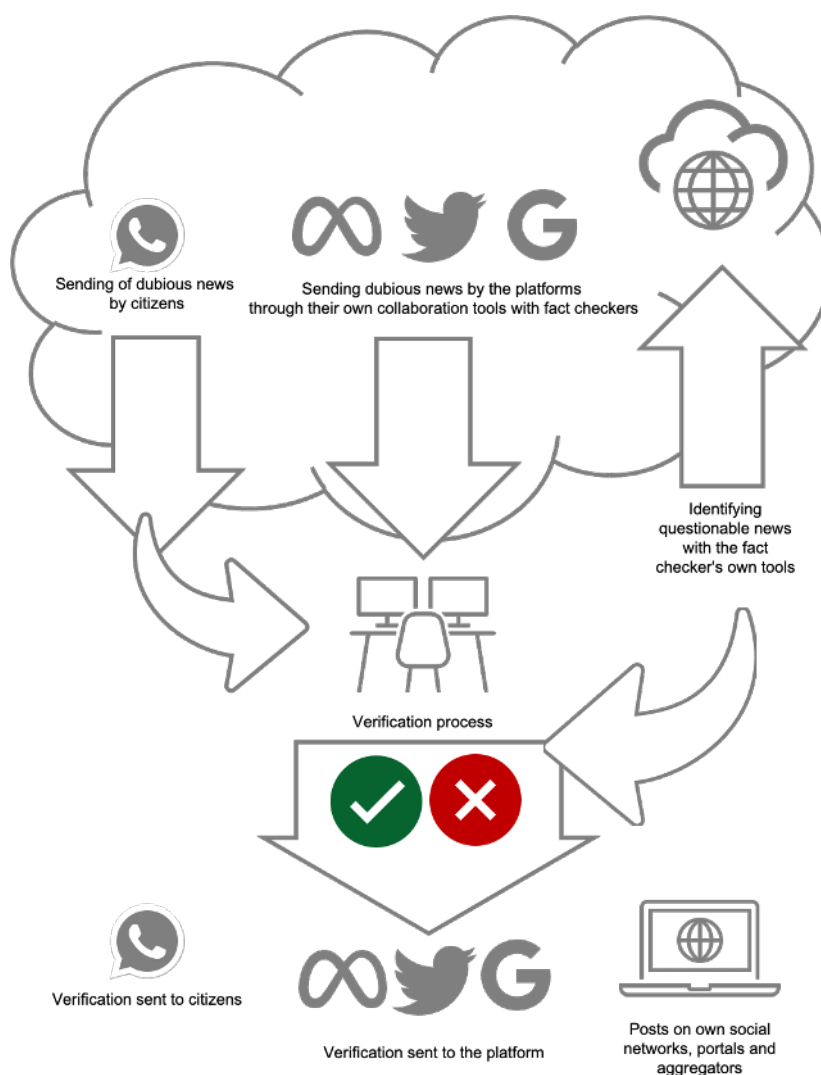 Sending of dubious news
by citizens
Sending dubious news by the platforms
through their own collaboration tools with fact checkers
Identifying
questionable news
with the fact
checker's own tools
Verification process
Verification sent to citizens
Verification sent to the platform
Posts on own social
networks, portals and
aggregators